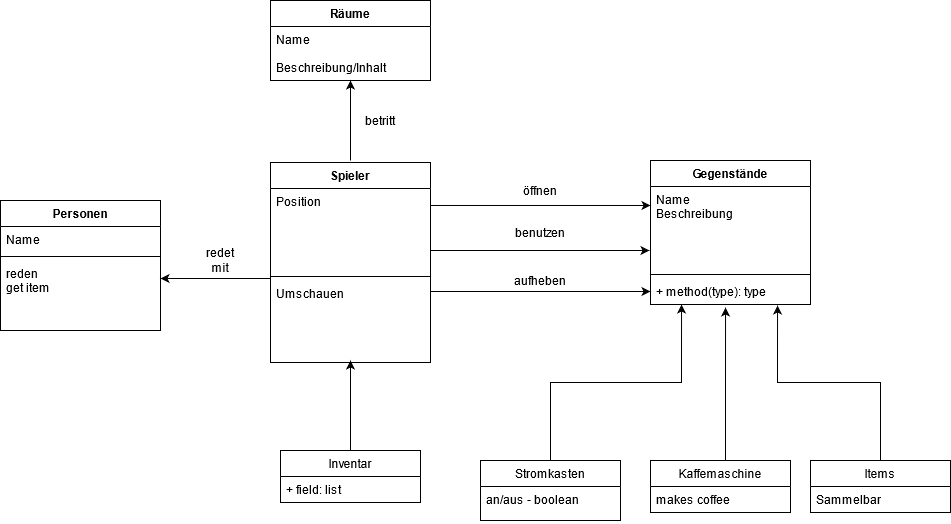 Räume
Name
Beschreibung/Inhalt
betritt
Spieler
Position
Umschauen
Personen
Name
reden
get item
redet
mit
öffnen
benutzen
aufheben
Gegenstände
Name
Beschreibung
+ method(type): type
Inventar
+ field: list
Stromkasten
an/aus - boolean
Kaffemaschine
makes coffee
Items
Sammelbar